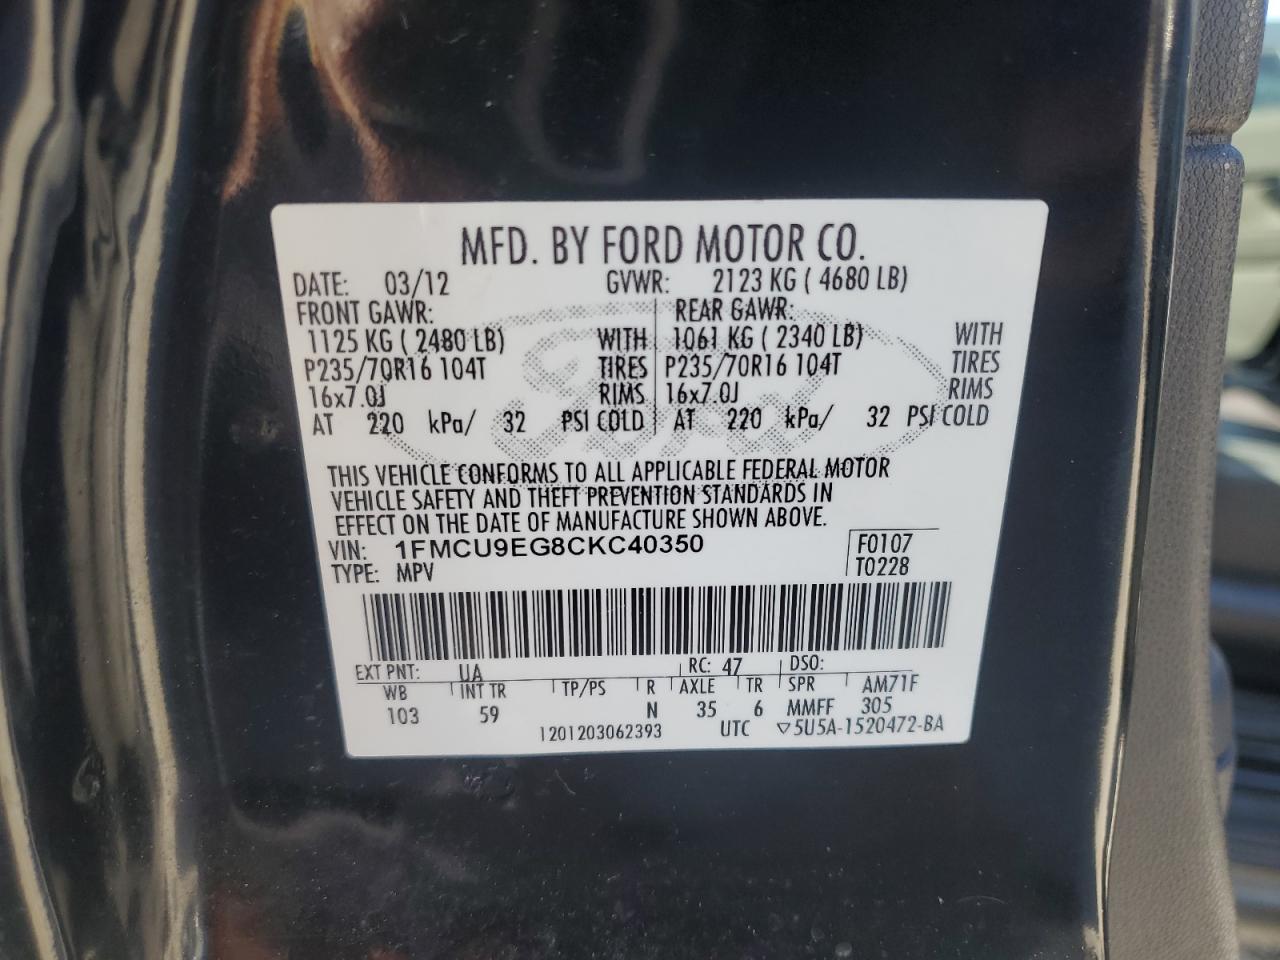 MFD. BY FORD MOTOR CO.
DATE: 03/12 GVWR: 2123 KG ( 4680 LB)
FRONT GAWR: REAR GAWR:
1125 KG ( 2480 LB) WITH 1061 KG ( 2340 LB) WITH
P235/70R16 104T TIRES P235/70R16 104T TIRES
16x7.0J RIMS 16x7.0J RIMS
AT 220 kPa/ 32 PSI COLD AT 220 kPa/ 32 PSI COLD
Ford
THIS VEHICLE CONFORMS TO ALL APPLICABLE FEDERAL MOTOR
VEHICLE SAFETY AND THEFT PREVENTION STANDARDS IN
EFFECT ON THE DATE OF MANUFACTURE SHOWN ABOVE.
VIN: 1FMCU9EG8CKC40350 F0107
TYPE: MPV T0228
EXT PNT: UA RC: 47 DSO:
WB INT TR TP/PS R AXLE TR SPR AM71F
103 59 N 35 6 MMFF 305
1201203062393 UTC ▽5U5A-1520472-BA